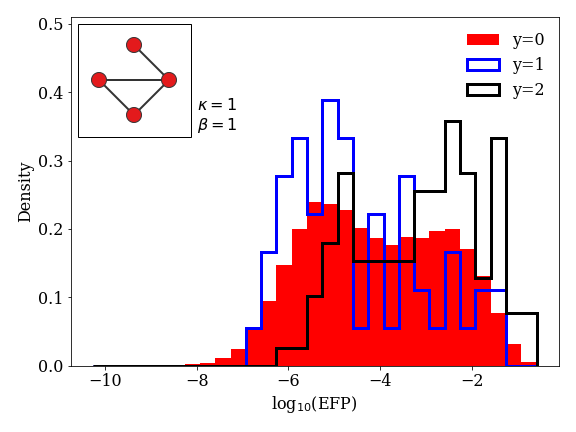 0.5
0.4
0.3
0.2
0.1
0.0
Density
κ = 1
β = 1
y=0
y=1
y=2
−10 −8 −6 −4 −2
log₁₀(EFP)